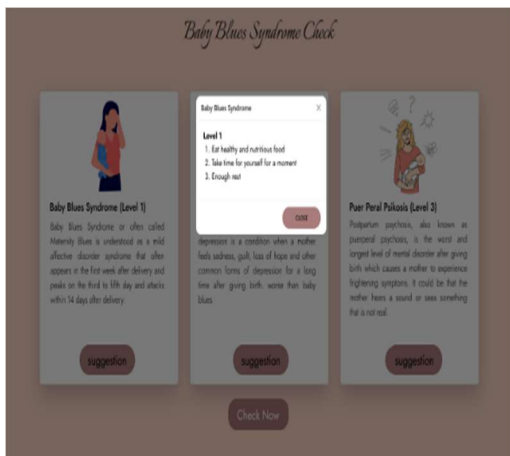 Baby Blues Syndrome Check
Baby Blues Syndrome (Level 1)
Baby Blues Syndrome or often called
Maternity Blues is understood as a mild
affective disorder syndrome that often
appears in the first week after delivery and
peaks on the third to fifth day and attacks
within 14 days after delivery.
suggestion
Baby Blues Syndrome X
Level 1
1. Eat healthy and nutritious food
2. Take time for yourself for a moment
3. Enough rest
CLOSE
depression is a condition when a mother
feels sadness, guilt, loss of hope and other
common forms of depression for a long
time after giving birth. worse than baby
blues.
suggestion
?
Puer Peral Psikosis (Level 3)
Postpartum psychosis, also known as
puerperal psychosis, is the worst and
longest level of mental disorder after giving
birth which causes a mother to experience
frightening symptoms. it could be that the
mother hears a sound or sees something
that is not real.
suggestion
Check Now